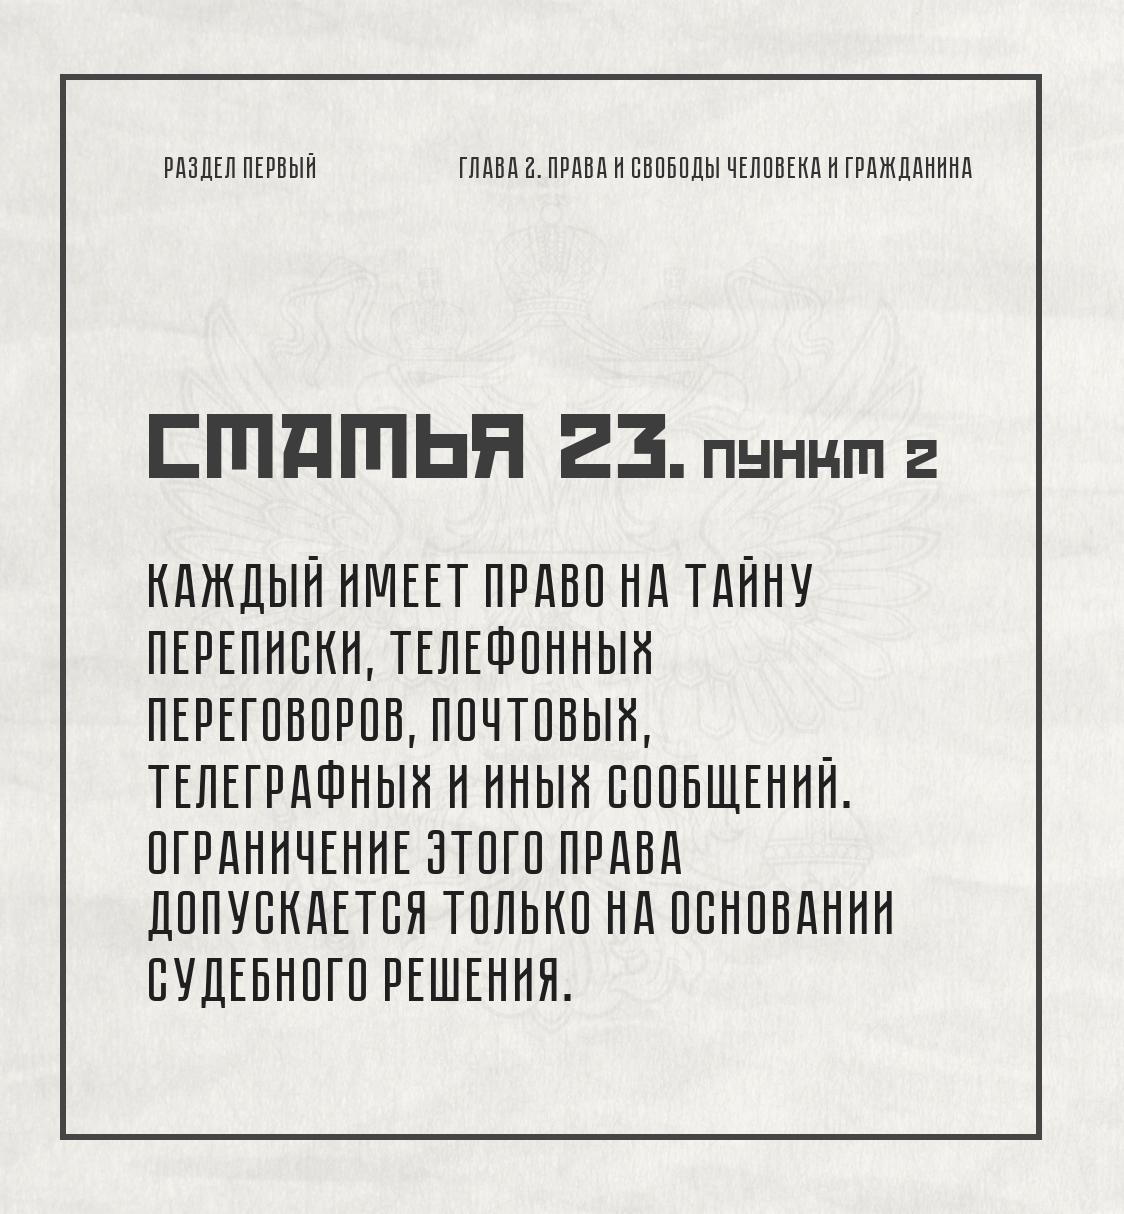 РАЗДЕЛ ПЕРВЫЙ
ГЛАВА 2. ПРАВА И СВОБОДЫ ЧЕЛОВЕКА И ГРАЖДАНИНА
СТАТЬЯ 23. ПУНКТ 2
КАЖДЫЙ ИМЕЕТ ПРАВО НА ТАЙНУ
ПЕРЕПИСКИ, ТЕЛЕФОННЫХ
ПЕРЕГОВОРОВ, ПОЧТОВЫХ,
ТЕЛЕГРАФНЫХ И ИНЫХ СООБЩЕНИЙ.
ОГРАНИЧЕНИЕ ЭТОГО ПРАВА
ДОПУСКАЕТСЯ ТОЛЬКО НА ОСНОВАНИИ
СУДЕБНОГО РЕШЕНИЯ.